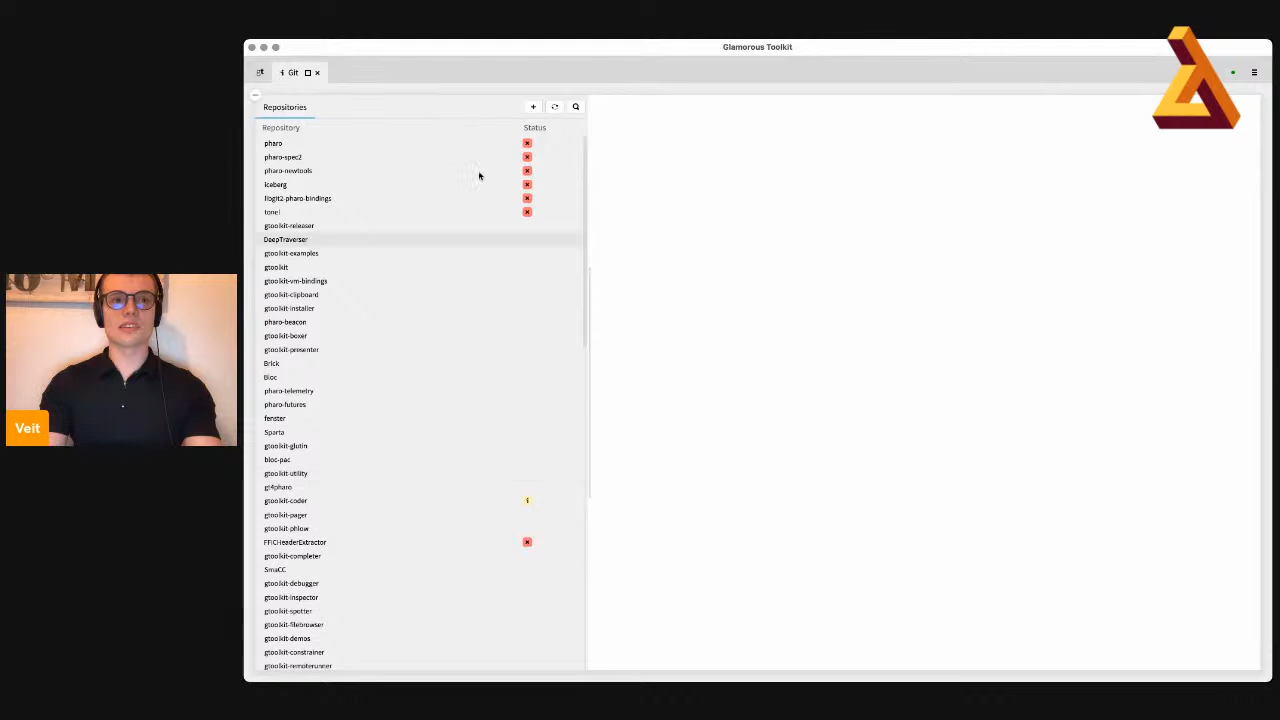 Glamorous Toolkit
gt
Git
Repositories
Repository Status
pharo
pharo-spec2
pharo-newtools
iceberg
libgit2-pharo-bindings
tonel
gtoolkit-releaser
DeepTraverser
gtoolkit-examples
gtoolkit
gtoolkit-vm-bindings
gtoolkit-clipboard
gtoolkit-installer
pharo-beacon
gtoolkit-boxer
gtoolkit-presenter
Brick
Bloc
pharo-telemetry
pharo-futures
fenster
Sparta
gtoolkit-glutin
bloc-pac
gtoolkit-utility
gt4pharo
gtoolkit-coder
gtoolkit-pager
gtoolkit-phlow
FFICHeaderExtractor
gtoolkit-completer
SmaCC
gtoolkit-debugger
gtoolkit-inspector
gtoolkit-spotter
gtoolkit-filebrowser
gtoolkit-demos
gtoolkit-constrainer
gtoolkit-remoterunner
Veit